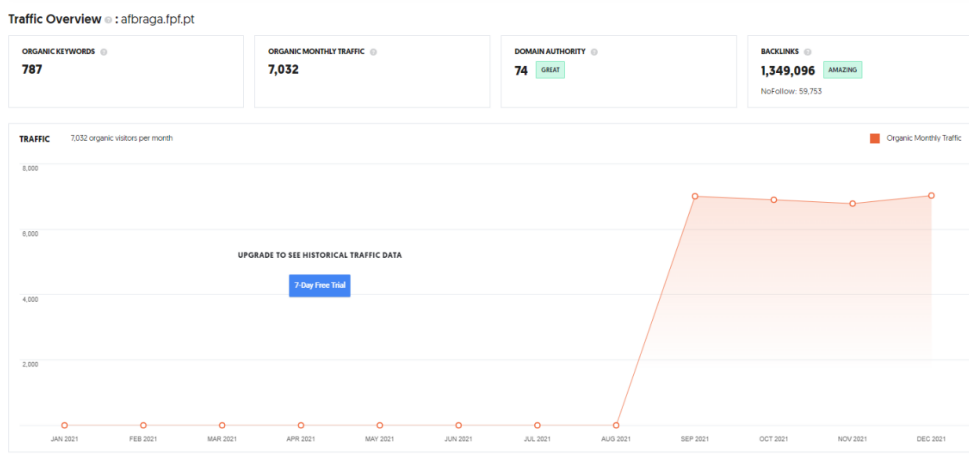 Traffic Overview : afbraga.fpf.pt
ORGANIC KEYWORDS
787
ORGANIC MONTHLY TRAFFIC
7,032
DOMAIN AUTHORITY
74 GREAT
BACKLINKS
1,349,096 AMAZING
NoFollow: 59,753
TRAFFIC 7,032 organic visitors per month
Organic Monthly Traffic
8,000
6,000
UPGRADE TO SEE HISTORICAL TRAFFIC DATA
7-Day Free Trial
4,000
2,000
JAN 2021 FEB 2021 MAR 2021 APR 2021 MAY 2021 JUN 2021 JUL 2021 AUG 2021 SEP 2021 OCT 2021 NOV 2021 DEC 2021